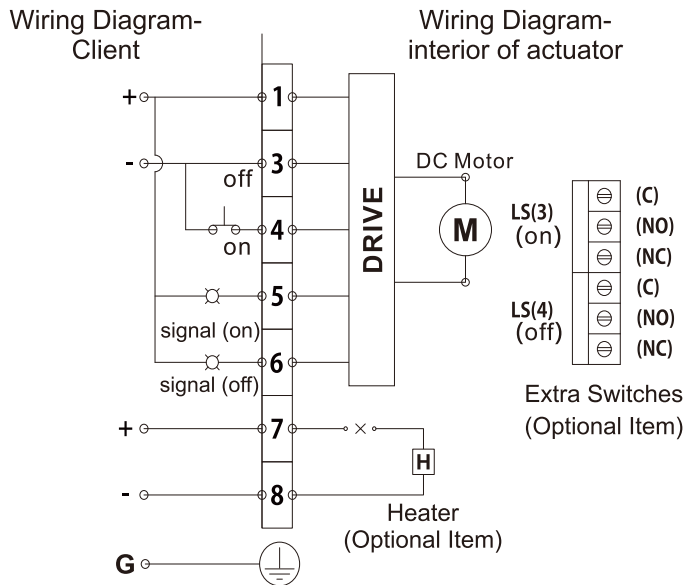 Wiring Diagram-
Client
Wiring Diagram-
interior of actuator
+
1
-
3
off
4
on
5
signal (on)
6
signal (off)
+
7
-
8
G
DRIVE
DC Motor
M
H
Heater
(Optional Item)
LS(3)
(on)
(C)
(NO)
(NC)
LS(4)
(off)
(C)
(NO)
(NC)
Extra Switches
(Optional Item)